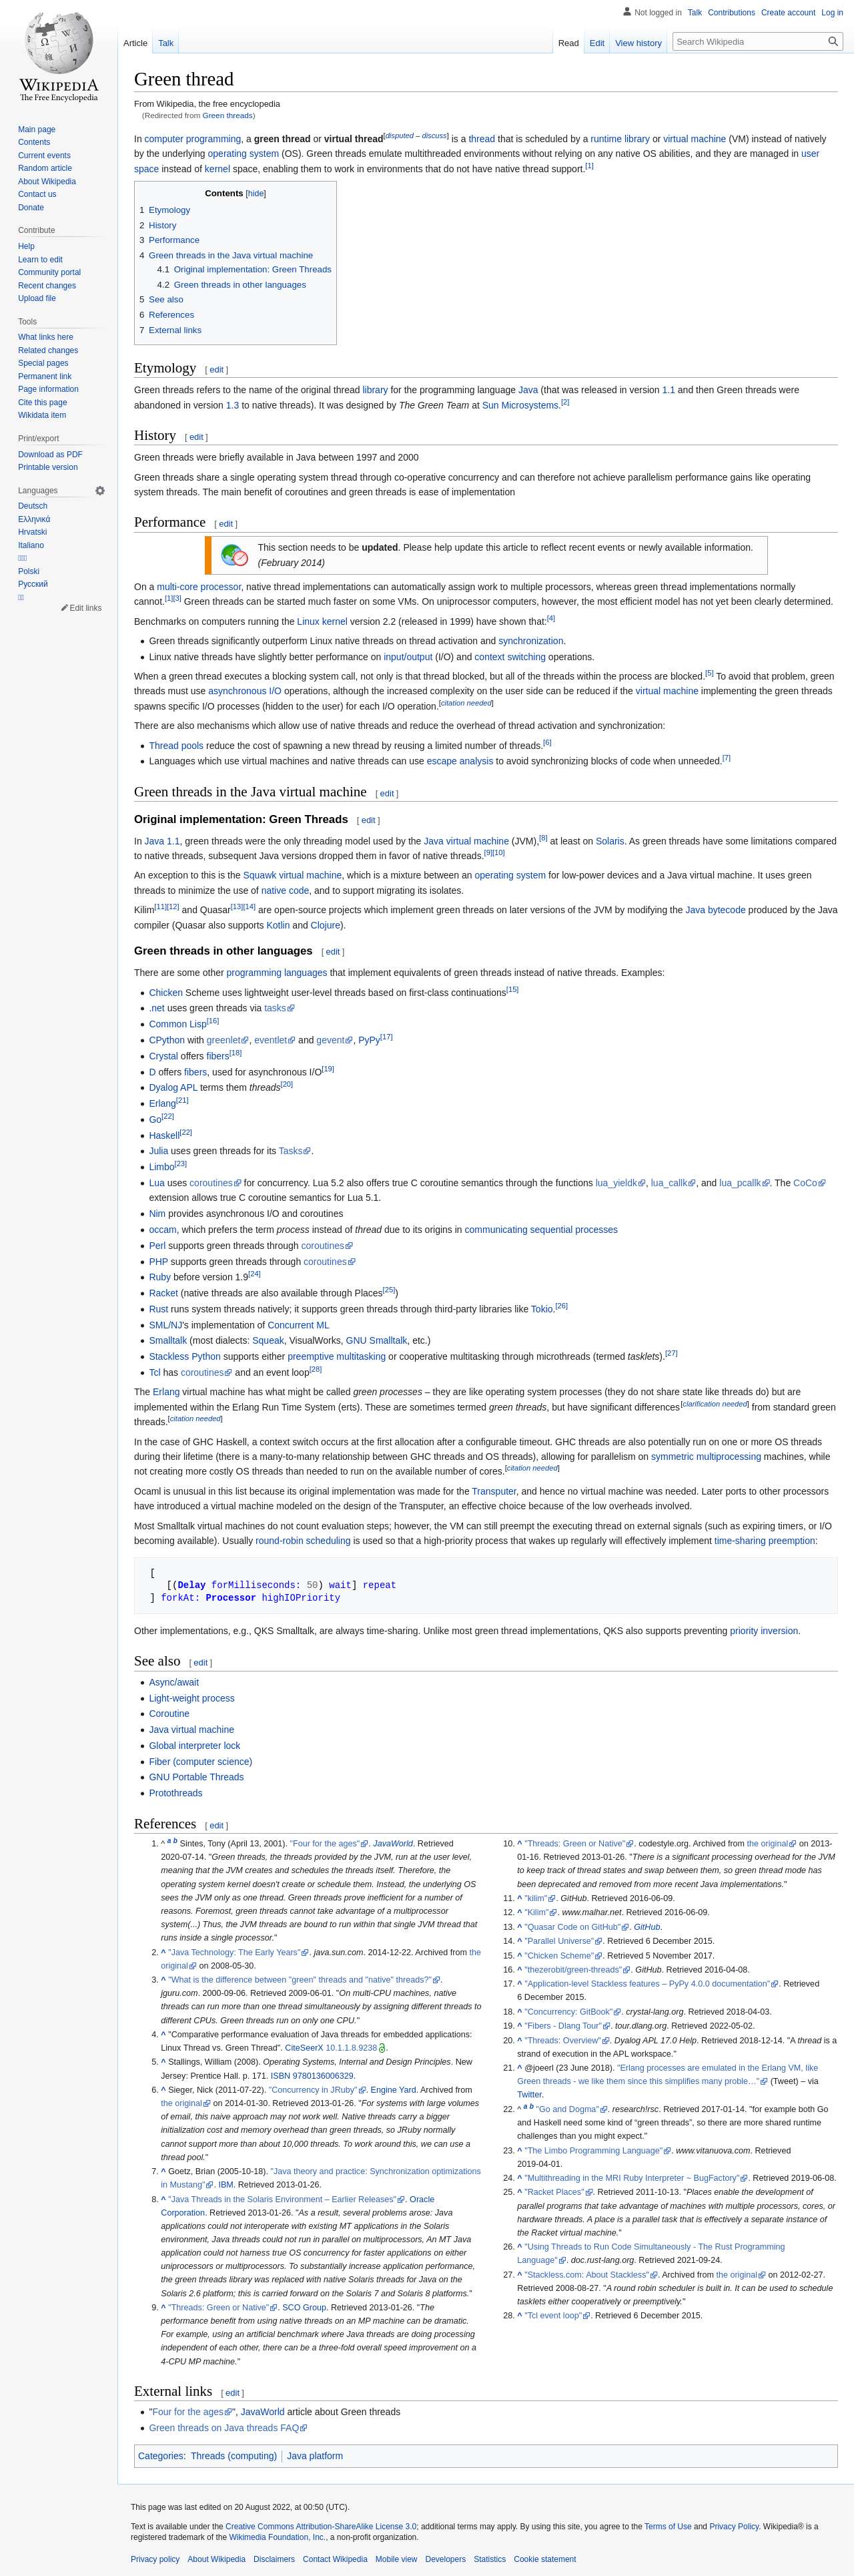 Not logged in Talk Contributions Create account Log in
Article Talk
Read Edit View history Search Wikipedia
WIKIPEDIA
The Free Encyclopedia
Main page
Contents
Current events
Random article
About Wikipedia
Contact us
Donate
Contribute
Help
Learn to edit
Community portal
Recent changes
Upload file
Tools
What links here
Related changes
Special pages
Permanent link
Page information
Cite this page
Wikidata item
Print/export
Download as PDF
Printable version
Languages
Deutsch
Ελληνικά
Hrvatski
Italiano
Polski
Русский
Edit links
Green thread
From Wikipedia, the free encyclopedia
(Redirected from Green threads)
In computer programming, a green thread or virtual thread[disputed – discuss] is a thread that is scheduled by a runtime library or virtual machine (VM) instead of natively
by the underlying operating system (OS). Green threads emulate multithreaded environments without relying on any native OS abilities, and they are managed in user
space instead of kernel space, enabling them to work in environments that do not have native thread support.[1]
Contents [hide]
1 Etymology
2 History
3 Performance
4 Green threads in the Java virtual machine
4.1 Original implementation: Green Threads
4.2 Green threads in other languages
5 See also
6 References
7 External links
Etymology [ edit ]
Green threads refers to the name of the original thread library for the programming language Java (that was released in version 1.1 and then Green threads were
abandoned in version 1.3 to native threads). It was designed by The Green Team at Sun Microsystems.[2]
History [ edit ]
Green threads were briefly available in Java between 1997 and 2000
Green threads share a single operating system thread through co-operative concurrency and can therefore not achieve parallelism performance gains like operating
system threads. The main benefit of coroutines and green threads is ease of implementation
Performance [ edit ]
This section needs to be updated. Please help update this article to reflect recent events or newly available information.
(February 2014)
On a multi-core processor, native thread implementations can automatically assign work to multiple processors, whereas green thread implementations normally
cannot.[1][3] Green threads can be started much faster on some VMs. On uniprocessor computers, however, the most efficient model has not yet been clearly determined.
Benchmarks on computers running the Linux kernel version 2.2 (released in 1999) have shown that:[4]
Green threads significantly outperform Linux native threads on thread activation and synchronization.
Linux native threads have slightly better performance on input/output (I/O) and context switching operations.
When a green thread executes a blocking system call, not only is that thread blocked, but all of the threads within the process are blocked.[5] To avoid that problem, green
threads must use asynchronous I/O operations, although the increased complexity on the user side can be reduced if the virtual machine implementing the green threads
spawns specific I/O processes (hidden to the user) for each I/O operation.[citation needed]
There are also mechanisms which allow use of native threads and reduce the overhead of thread activation and synchronization:
Thread pools reduce the cost of spawning a new thread by reusing a limited number of threads.[6]
Languages which use virtual machines and native threads can use escape analysis to avoid synchronizing blocks of code when unneeded.[7]
Green threads in the Java virtual machine [ edit ]
Original implementation: Green Threads [ edit ]
In Java 1.1, green threads were the only threading model used by the Java virtual machine (JVM),[8] at least on Solaris. As green threads have some limitations compared
to native threads, subsequent Java versions dropped them in favor of native threads.[9][10]
An exception to this is the Squawk virtual machine, which is a mixture between an operating system for low-power devices and a Java virtual machine. It uses green
threads to minimize the use of native code, and to support migrating its isolates.
Kilim[11][12] and Quasar[13][14] are open-source projects which implement green threads on later versions of the JVM by modifying the Java bytecode produced by the Java
compiler (Quasar also supports Kotlin and Clojure).
Green threads in other languages [ edit ]
There are some other programming languages that implement equivalents of green threads instead of native threads. Examples:
Chicken Scheme uses lightweight user-level threads based on first-class continuations[15]
.net uses green threads via tasks
Common Lisp[16]
CPython with greenlet, eventlet and gevent, PyPy[17]
Crystal offers fibers[18]
D offers fibers, used for asynchronous I/O[19]
Dyalog APL terms them threads[20]
Erlang[21]
Go[22]
Haskell[22]
Julia uses green threads for its Tasks.
Limbo[23]
Lua uses coroutines for concurrency. Lua 5.2 also offers true C coroutine semantics through the functions lua_yieldk, lua_callk, and lua_pcallk. The CoCo
extension allows true C coroutine semantics for Lua 5.1.
Nim provides asynchronous I/O and coroutines
occam, which prefers the term process instead of thread due to its origins in communicating sequential processes
Perl supports green threads through coroutines
PHP supports green threads through coroutines
Ruby before version 1.9[24]
Racket (native threads are also available through Places[25])
Rust runs system threads natively; it supports green threads through third-party libraries like Tokio.[26]
SML/NJ's implementation of Concurrent ML
Smalltalk (most dialects: Squeak, VisualWorks, GNU Smalltalk, etc.)
Stackless Python supports either preemptive multitasking or cooperative multitasking through microthreads (termed tasklets).[27]
Tcl has coroutines and an event loop[28]
The Erlang virtual machine has what might be called green processes – they are like operating system processes (they do not share state like threads do) but are
implemented within the Erlang Run Time System (erts). These are sometimes termed green threads, but have significant differences[clarification needed] from standard green
threads.[citation needed]
In the case of GHC Haskell, a context switch occurs at the first allocation after a configurable timeout. GHC threads are also potentially run on one or more OS threads
during their lifetime (there is a many-to-many relationship between GHC threads and OS threads), allowing for parallelism on symmetric multiprocessing machines, while
not creating more costly OS threads than needed to run on the available number of cores.[citation needed]
Ocaml is unusual in this list because its original implementation was made for the Transputer, and hence no virtual machine was needed. Later ports to other processors
have introduced a virtual machine modeled on the design of the Transputer, an effective choice because of the low overheads involved.
Most Smalltalk virtual machines do not count evaluation steps; however, the VM can still preempt the executing thread on external signals (such as expiring timers, or I/O
becoming available). Usually round-robin scheduling is used so that a high-priority process that wakes up regularly will effectively implement time-sharing preemption:
[
[(Delay forMilliseconds: 50) wait] repeat
] forkAt: Processor highIOPriority
Other implementations, e.g., QKS Smalltalk, are always time-sharing. Unlike most green thread implementations, QKS also supports preventing priority inversion.
See also [ edit ]
Async/await
Light-weight process
Coroutine
Java virtual machine
Global interpreter lock
Fiber (computer science)
GNU Portable Threads
Protothreads
References [ edit ]
1. ^ a b Sintes, Tony (April 13, 2001). "Four for the ages". JavaWorld. Retrieved
2020-07-14. "Green threads, the threads provided by the JVM, run at the user level,
meaning that the JVM creates and schedules the threads itself. Therefore, the
operating system kernel doesn't create or schedule them. Instead, the underlying OS
sees the JVM only as one thread. Green threads prove inefficient for a number of
reasons. Foremost, green threads cannot take advantage of a multiprocessor
system(...) Thus, the JVM threads are bound to run within that single JVM thread that
runs inside a single processor."
2. ^ "Java Technology: The Early Years". java.sun.com. 2014-12-22. Archived from the
original on 2008-05-30.
3. ^ "What is the difference between "green" threads and "native" threads?".
jguru.com. 2000-09-06. Retrieved 2009-06-01. "On multi-CPU machines, native
threads can run more than one thread simultaneously by assigning different threads to
different CPUs. Green threads run on only one CPU."
4. ^ "Comparative performance evaluation of Java threads for embedded applications:
Linux Thread vs. Green Thread". CiteSeerX 10.1.1.8.9238.
5. ^ Stallings, William (2008). Operating Systems, Internal and Design Principles. New
Jersey: Prentice Hall. p. 171. ISBN 9780136006329.
6. ^ Sieger, Nick (2011-07-22). "Concurrency in JRuby". Engine Yard. Archived from
the original on 2014-01-30. Retrieved 2013-01-26. "For systems with large volumes
of email, this naive approach may not work well. Native threads carry a bigger
initialization cost and memory overhead than green threads, so JRuby normally
cannot support more than about 10,000 threads. To work around this, we can use a
thread pool."
7. ^ Goetz, Brian (2005-10-18). "Java theory and practice: Synchronization optimizations
in Mustang". IBM. Retrieved 2013-01-26.
8. ^ "Java Threads in the Solaris Environment – Earlier Releases". Oracle
Corporation. Retrieved 2013-01-26. "As a result, several problems arose: Java
applications could not interoperate with existing MT applications in the Solaris
environment, Java threads could not run in parallel on multiprocessors, An MT Java
application could not harness true OS concurrency for faster applications on either
uniprocessors or multiprocessors. To substantially increase application performance,
the green threads library was replaced with native Solaris threads for Java on the
Solaris 2.6 platform; this is carried forward on the Solaris 7 and Solaris 8 platforms."
9. ^ "Threads: Green or Native". SCO Group. Retrieved 2013-01-26. "The
performance benefit from using native threads on an MP machine can be dramatic.
For example, using an artificial benchmark where Java threads are doing processing
independent of each other, there can be a three-fold overall speed improvement on a
4-CPU MP machine."
10. ^ "Threads: Green or Native". codestyle.org. Archived from the original on 2013-
01-16. Retrieved 2013-01-26. "There is a significant processing overhead for the JVM
to keep track of thread states and swap between them, so green thread mode has
been deprecated and removed from more recent Java implementations."
11. ^ "kilim". GitHub. Retrieved 2016-06-09.
12. ^ "Kilim". www.malhar.net. Retrieved 2016-06-09.
13. ^ "Quasar Code on GitHub". GitHub.
14. ^ "Parallel Universe". Retrieved 6 December 2015.
15. ^ "Chicken Scheme". Retrieved 5 November 2017.
16. ^ "thezerobit/green-threads". GitHub. Retrieved 2016-04-08.
17. ^ "Application-level Stackless features – PyPy 4.0.0 documentation". Retrieved
6 December 2015.
18. ^ "Concurrency: GitBook". crystal-lang.org. Retrieved 2018-04-03.
19. ^ "Fibers - Dlang Tour". tour.dlang.org. Retrieved 2022-05-02.
20. ^ "Threads: Overview". Dyalog APL 17.0 Help. Retrieved 2018-12-14. "A thread is a
strand of execution in the APL workspace."
21. ^ @joeerl (23 June 2018). "Erlang processes are emulated in the Erlang VM, like
Green threads - we like them since this simplifies many proble…" (Tweet) – via
Twitter.
22. ^ a b "Go and Dogma". research!rsc. Retrieved 2017-01-14. "for example both Go
and Haskell need some kind of “green threads”, so there are more shared runtime
challenges than you might expect."
23. ^ "The Limbo Programming Language". www.vitanuova.com. Retrieved
2019-04-01.
24. ^ "Multithreading in the MRI Ruby Interpreter ~ BugFactory". Retrieved 2019-06-08.
25. ^ "Racket Places". Retrieved 2011-10-13. "Places enable the development of
parallel programs that take advantage of machines with multiple processors, cores, or
hardware threads. A place is a parallel task that is effectively a separate instance of
the Racket virtual machine."
26. ^ "Using Threads to Run Code Simultaneously - The Rust Programming
Language". doc.rust-lang.org. Retrieved 2021-09-24.
27. ^ "Stackless.com: About Stackless". Archived from the original on 2012-02-27.
Retrieved 2008-08-27. "A round robin scheduler is built in. It can be used to schedule
tasklets either cooperatively or preemptively."
28. ^ "Tcl event loop". Retrieved 6 December 2015.
External links [ edit ]
"Four for the ages", JavaWorld article about Green threads
Green threads on Java threads FAQ
Categories: Threads (computing) Java platform
This page was last edited on 20 August 2022, at 00:50 (UTC).
Text is available under the Creative Commons Attribution-ShareAlike License 3.0; additional terms may apply. By using this site, you agree to the Terms of Use and Privacy Policy. Wikipedia® is a
registered trademark of the Wikimedia Foundation, Inc., a non-profit organization.
Privacy policy About Wikipedia Disclaimers Contact Wikipedia Mobile view Developers Statistics Cookie statement